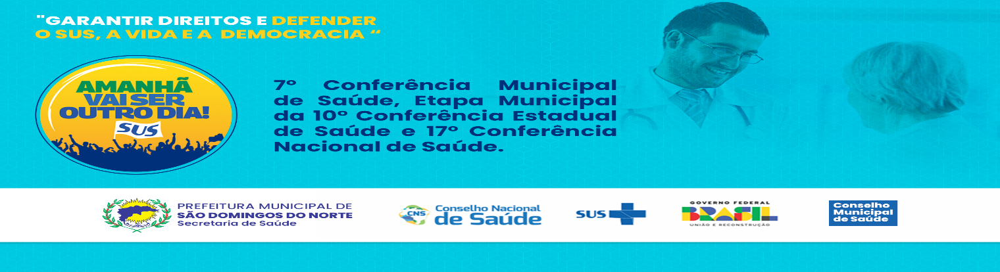 "GARANTIR DIREITOS E DEFENDER
O SUS, A VIDA E A DEMOCRACIA “
AMANHÃ
VAI SER
OUTRO DIA!
SUS
7º Conferência Municipal
de Saúde, Etapa Municipal
da 10º Conferência Estadual
de Saúde e 17º Conferência
Nacional de Saúde.
PREFEITURA MUNICIPAL DE
SÃO DOMINGOS DO NORTE
Secretaria de Saúde
CNS
Conselho Nacional
de Saúde
SUS
GOVERNO FEDERAL
BRASIL
UNIÃO E RECONSTRUÇÃO
Conselho
Municipal
de Saúde